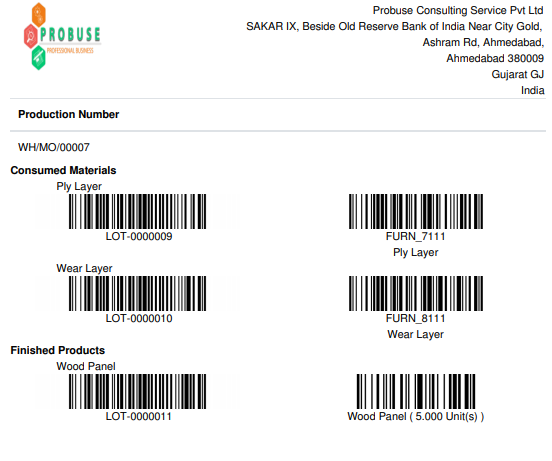 PROBUSE
PROFESSIONAL BUSINESS
Probuse Consulting Service Pvt Ltd
SAKAR IX, Beside Old Reserve Bank of India Near City Gold,
Ashram Rd, Ahmedabad,
Ahmedabad 380009
Gujarat GJ
India
Production Number
WH/MO/00007
Consumed Materials
Ply Layer
LOT-0000009
FURN_7111
Ply Layer
Wear Layer
LOT-0000010
FURN_8111
Wear Layer
Finished Products
Wood Panel
LOT-0000011
Wood Panel ( 5.000 Unit(s) )